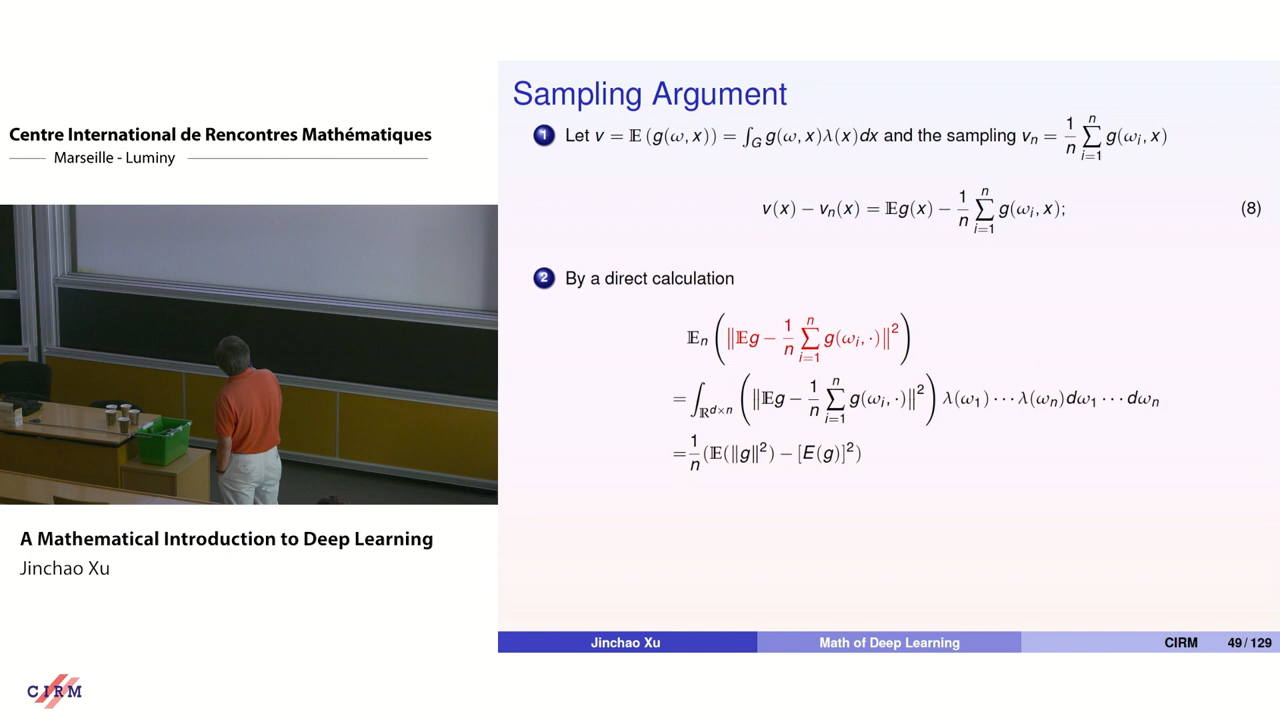 Centre International de Rencontres Mathématiques
Marseille - Luminy
A Mathematical Introduction to Deep Learning
Jinchao Xu
CIRM
Sampling Argument
1 Let v = 𝔼 (g(ω, x)) = ∫_G g(ω, x)λ(x)dx and the sampling v_n = 1/n ∑_{i=1}^n g(ω_i, x)
v(x) − v_n(x) = 𝔼g(x) − 1/n ∑_{i=1}^n g(ω_i, x); (8)
2 By a direct calculation
𝔼_n (‖𝔼g − 1/n ∑_{i=1}^n g(ω_i, ·)‖²)
= ∫_{ℝ^{d×n}} (‖𝔼g − 1/n ∑_{i=1}^n g(ω_i, ·)‖²) λ(ω_1) ··· λ(ω_n)dω_1 ··· dω_n
= 1/n (𝔼(‖g‖²) − [E(g)]²)
Jinchao Xu Math of Deep Learning CIRM 49 / 129